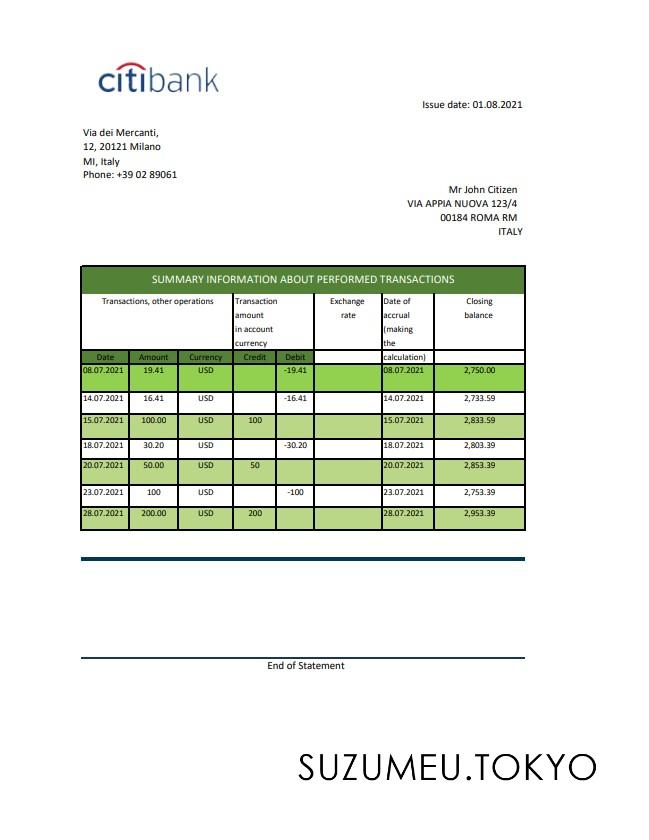 citibank
Issue date: 01.08.2021
Via dei Mercanti,
12, 20121 Milano
MI, Italy
Phone: +39 02 89061
Mr John Citizen
VIA APPIA NUOVA 123/4
00184 ROMA RM
ITALY
SUMMARY INFORMATION ABOUT PERFORMED TRANSACTIONS
Transactions, other operations
Transaction
amount
in account
currency
Exchange
rate
Date of
accrual
(making
the
calculation)
Closing
balance
Date Amount Currency Credit Debit
08.07.2021 19.41 USD -19.41 08.07.2021 2,750.00
14.07.2021 16.41 USD -16.41 14.07.2021 2,733.59
15.07.2021 100.00 USD 100 15.07.2021 2,833.59
18.07.2021 30.20 USD -30.20 18.07.2021 2,803.39
20.07.2021 50.00 USD 50 20.07.2021 2,853.39
23.07.2021 100 USD -100 23.07.2021 2,753.39
28.07.2021 200.00 USD 200 28.07.2021 2,953.39
End of Statement
SUZUMEU.TOKYO